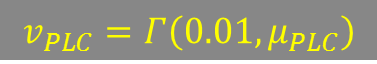 v_PLC = Γ(0.01, μ_PLC)